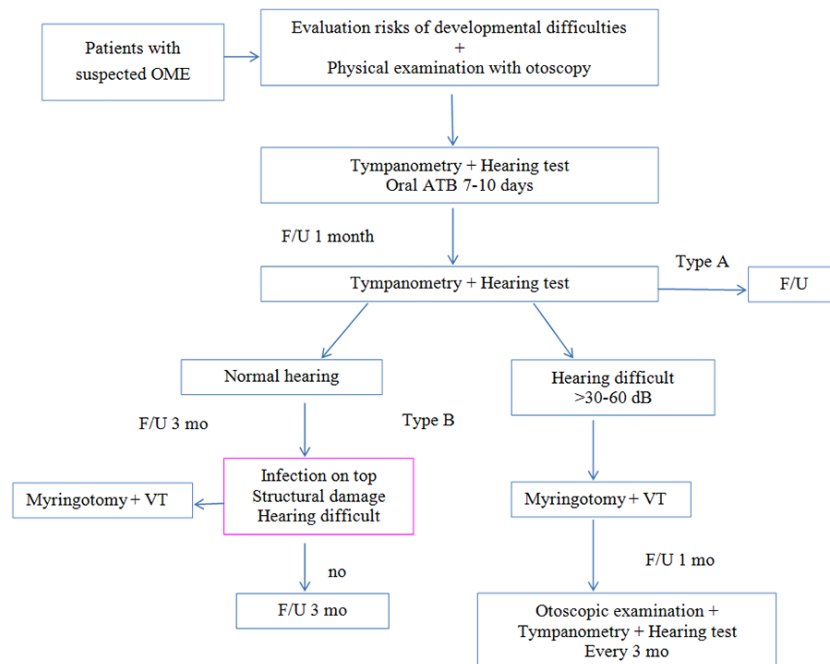 Patients with
suspected OME
Evaluation risks of developmental difficulties
+
Physical examination with otoscopy
Tympanometry + Hearing test
Oral ATB 7-10 days
F/U 1 month
Tympanometry + Hearing test
Type A
F/U
Normal hearing
Hearing difficult
>30-60 dB
F/U 3 mo
Type B
Infection on top
Structural damage
Hearing difficult
Myringotomy + VT
Myringotomy + VT
no
F/U 1 mo
F/U 3 mo
Otoscopic examination +
Tympanometry + Hearing test
Every 3 mo